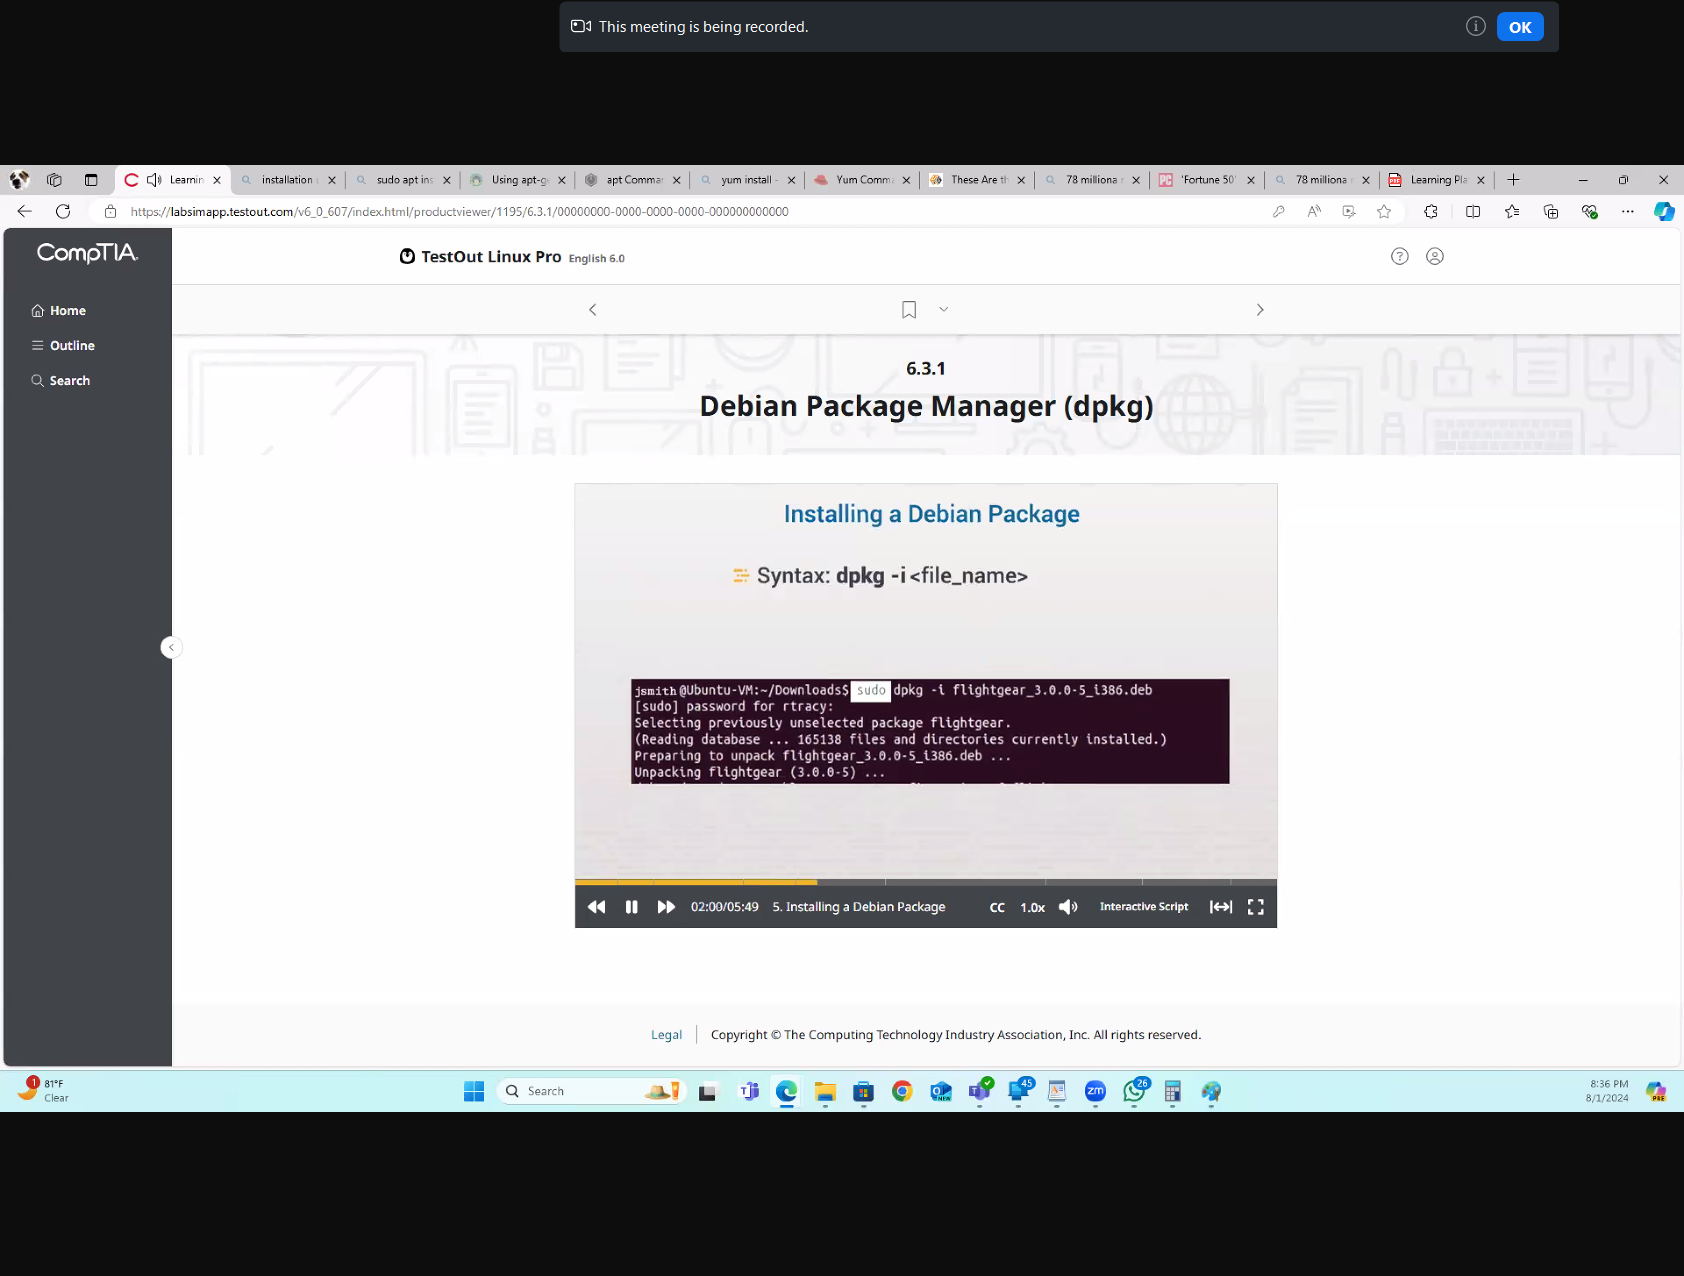 This meeting is being recorded.
OK
Learnin
installation
sudo apt ins
Using apt-ge
apt Comman
yum install -
Yum Comma
These Are th
78 milliona r
'Fortune 50'
78 milliona r
Learning Pla
https://labsimapp.testout.com/v6_0_607/index.html/productviewer/1195/6.3.1/00000000-0000-0000-0000-000000000000
CompTIA.
TestOut Linux Pro English 6.0
Home
Outline
Search
6.3.1
Debian Package Manager (dpkg)
Installing a Debian Package
Syntax: dpkg -i <file_name>
jsmith@Ubuntu-VM:~/Downloads$ sudo dpkg -i flightgear_3.0.0-5_i386.deb
[sudo] password for rtracy:
Selecting previously unselected package flightgear.
(Reading database ... 165138 files and directories currently installed.)
Preparing to unpack flightgear_3.0.0-5_i386.deb ...
Unpacking flightgear (3.0.0-5) ...
02:00/05:49 5. Installing a Debian Package CC 1.0x Interactive Script
Legal Copyright © The Computing Technology Industry Association, Inc. All rights reserved.
1
81°F
Clear
Search
45
26
8:36 PM
8/1/2024